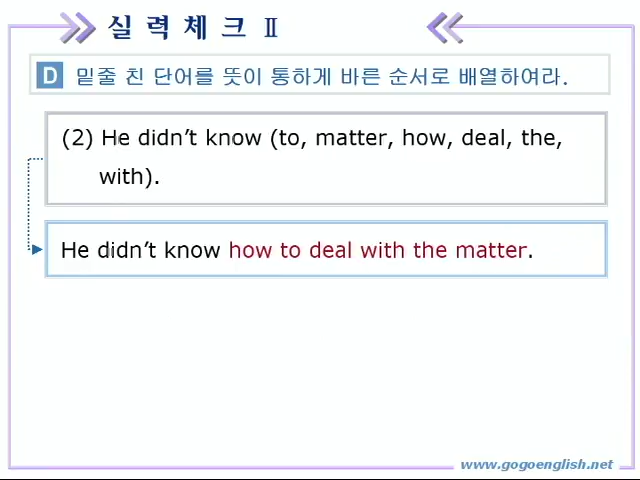 실 력 체 크 Ⅱ
D 밑줄 친 단어를 뜻이 통하게 바른 순서로 배열하여라.
(2) He didn’t know (to, matter, how, deal, the,
with).
He didn’t know how to deal with the matter.
www.gogoenglish.net